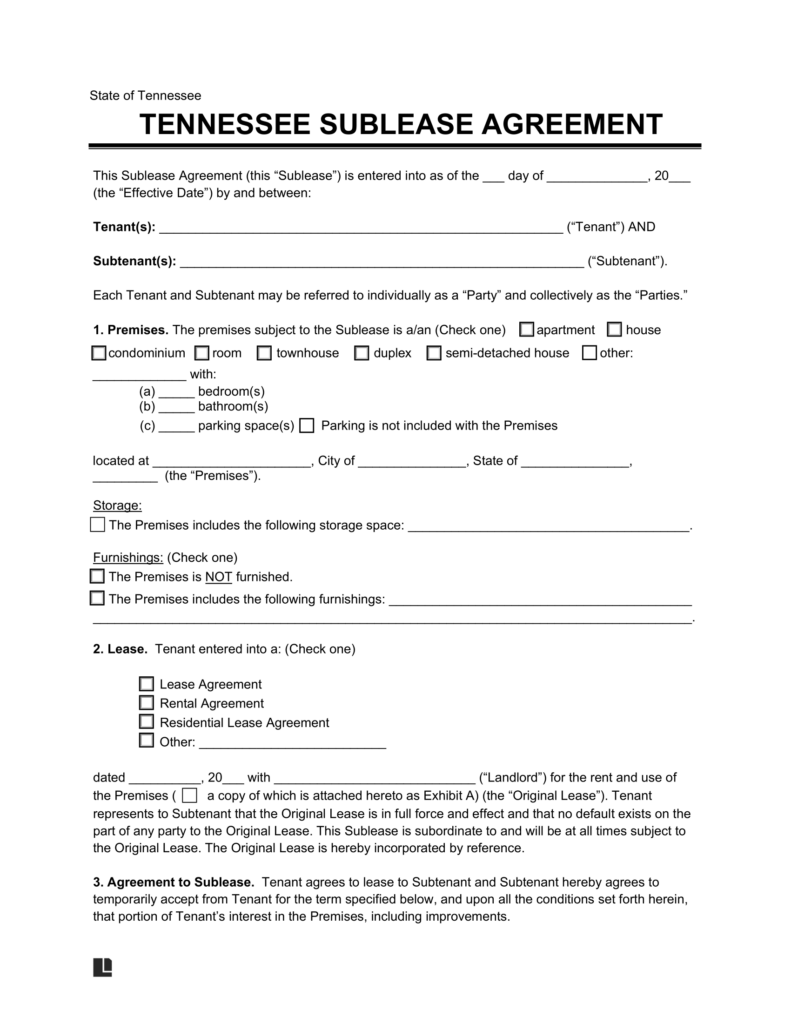 State of Tennessee
TENNESSEE SUBLEASE AGREEMENT
This Sublease Agreement (this “Sublease”) is entered into as of the ___ day of ______________, 20___
(the “Effective Date”) by and between:
Tenant(s): ________________________________________________________ (“Tenant”) AND
Subtenant(s): ________________________________________________________ (“Subtenant”).
Each Tenant and Subtenant may be referred to individually as a “Party” and collectively as the “Parties.”
1. Premises. The premises subject to the Sublease is a/an (Check one) ☐ apartment ☐ house
☐ condominium ☐ room ☐ townhouse ☐ duplex ☐ semi-detached house ☐ other:
_____________ with:
(a) _____ bedroom(s)
(b) _____ bathroom(s)
(c) _____ parking space(s) ☐ Parking is not included with the Premises
located at ______________________, City of _______________, State of _______________,
_________ (the “Premises”).
Storage:
☐ The Premises includes the following storage space: _______________________________________.
Furnishings: (Check one)
☐ The Premises is NOT furnished.
☐ The Premises includes the following furnishings: __________________________________________
___________________________________________________________________________________.
2. Lease. Tenant entered into a: (Check one)
☐ Lease Agreement
☐ Rental Agreement
☐ Residential Lease Agreement
☐ Other: __________________________
dated __________, 20___ with ____________________________ (“Landlord”) for the rent and use of
the Premises ( ☐ a copy of which is attached hereto as Exhibit A) (the “Original Lease”). Tenant
represents to Subtenant that the Original Lease is in full force and effect and that no default exists on the
part of any party to the Original Lease. This Sublease is subordinate to and will be at all times subject to
the Original Lease. The Original Lease is hereby incorporated by reference.
3. Agreement to Sublease. Tenant agrees to lease to Subtenant and Subtenant hereby agrees to
temporarily accept from Tenant for the term specified below, and upon all the conditions set forth herein,
that portion of Tenant’s interest in the Premises, including improvements.